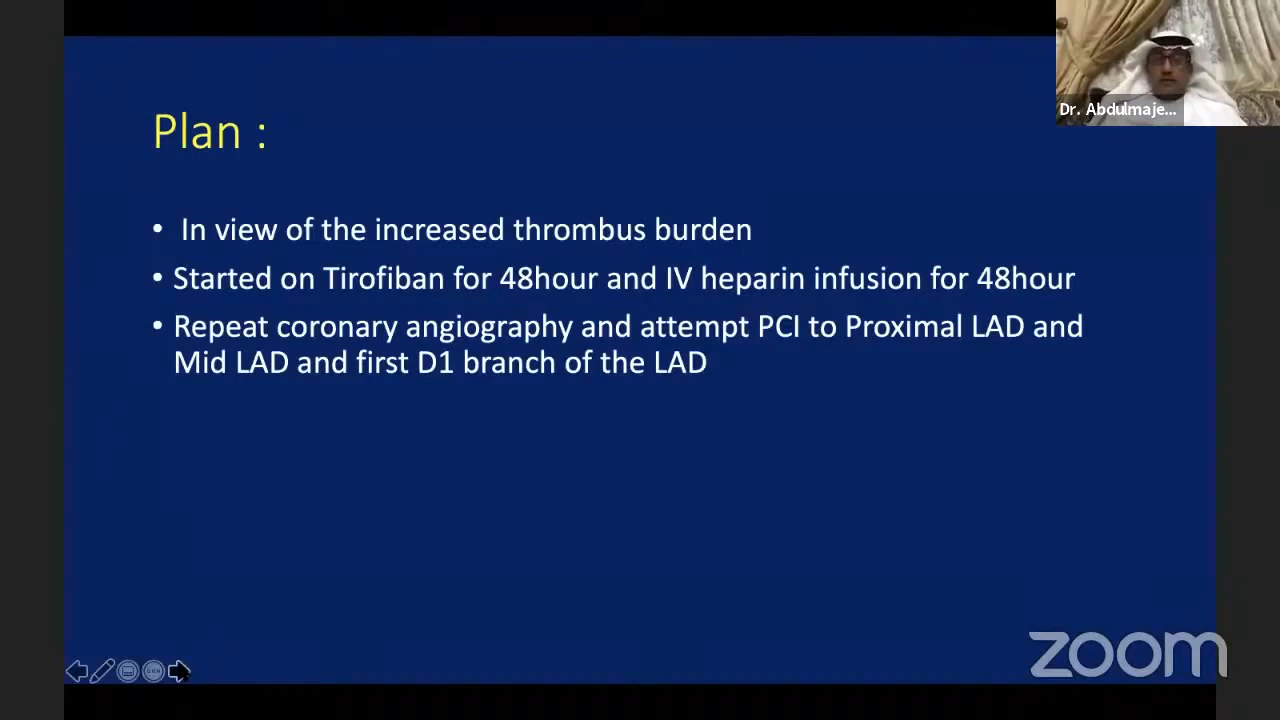 Dr. Abdulmaje...
Plan :
• In view of the increased thrombus burden
• Started on Tirofiban for 48hour and IV heparin infusion for 48hour
• Repeat coronary angiography and attempt PCI to Proximal LAD and
Mid LAD and first D1 branch of the LAD
zoom